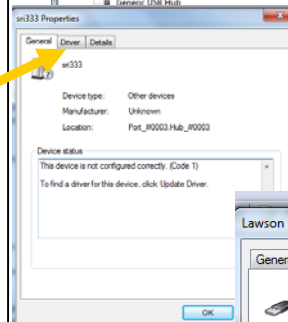 Generic USB Hub
sri333 Properties
General Driver Details
sri333
Device type: Other devices
Manufacturer: Unknown
Location: Port_#0003.Hub_#0003
Device status
This device is not configured correctly. (Code 1)
To find a driver for this device, click Update Driver.
Lawson
Gener
OK